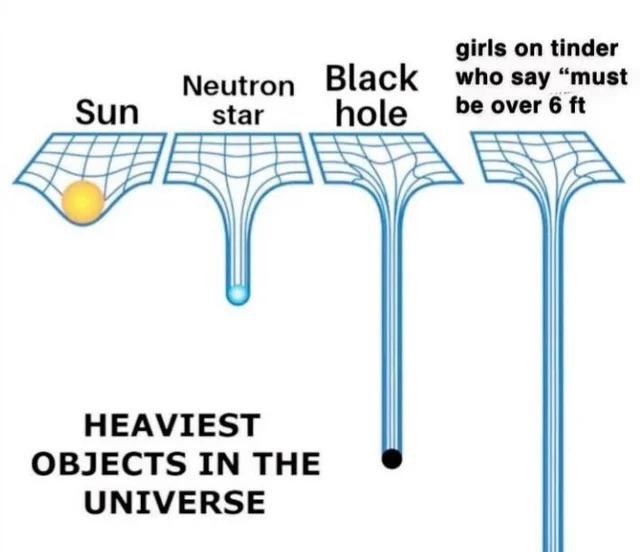 Sun
Neutron
star
Black
hole
girls on tinder
who say “must
be over 6 ft
HEAVIEST
OBJECTS IN THE
UNIVERSE